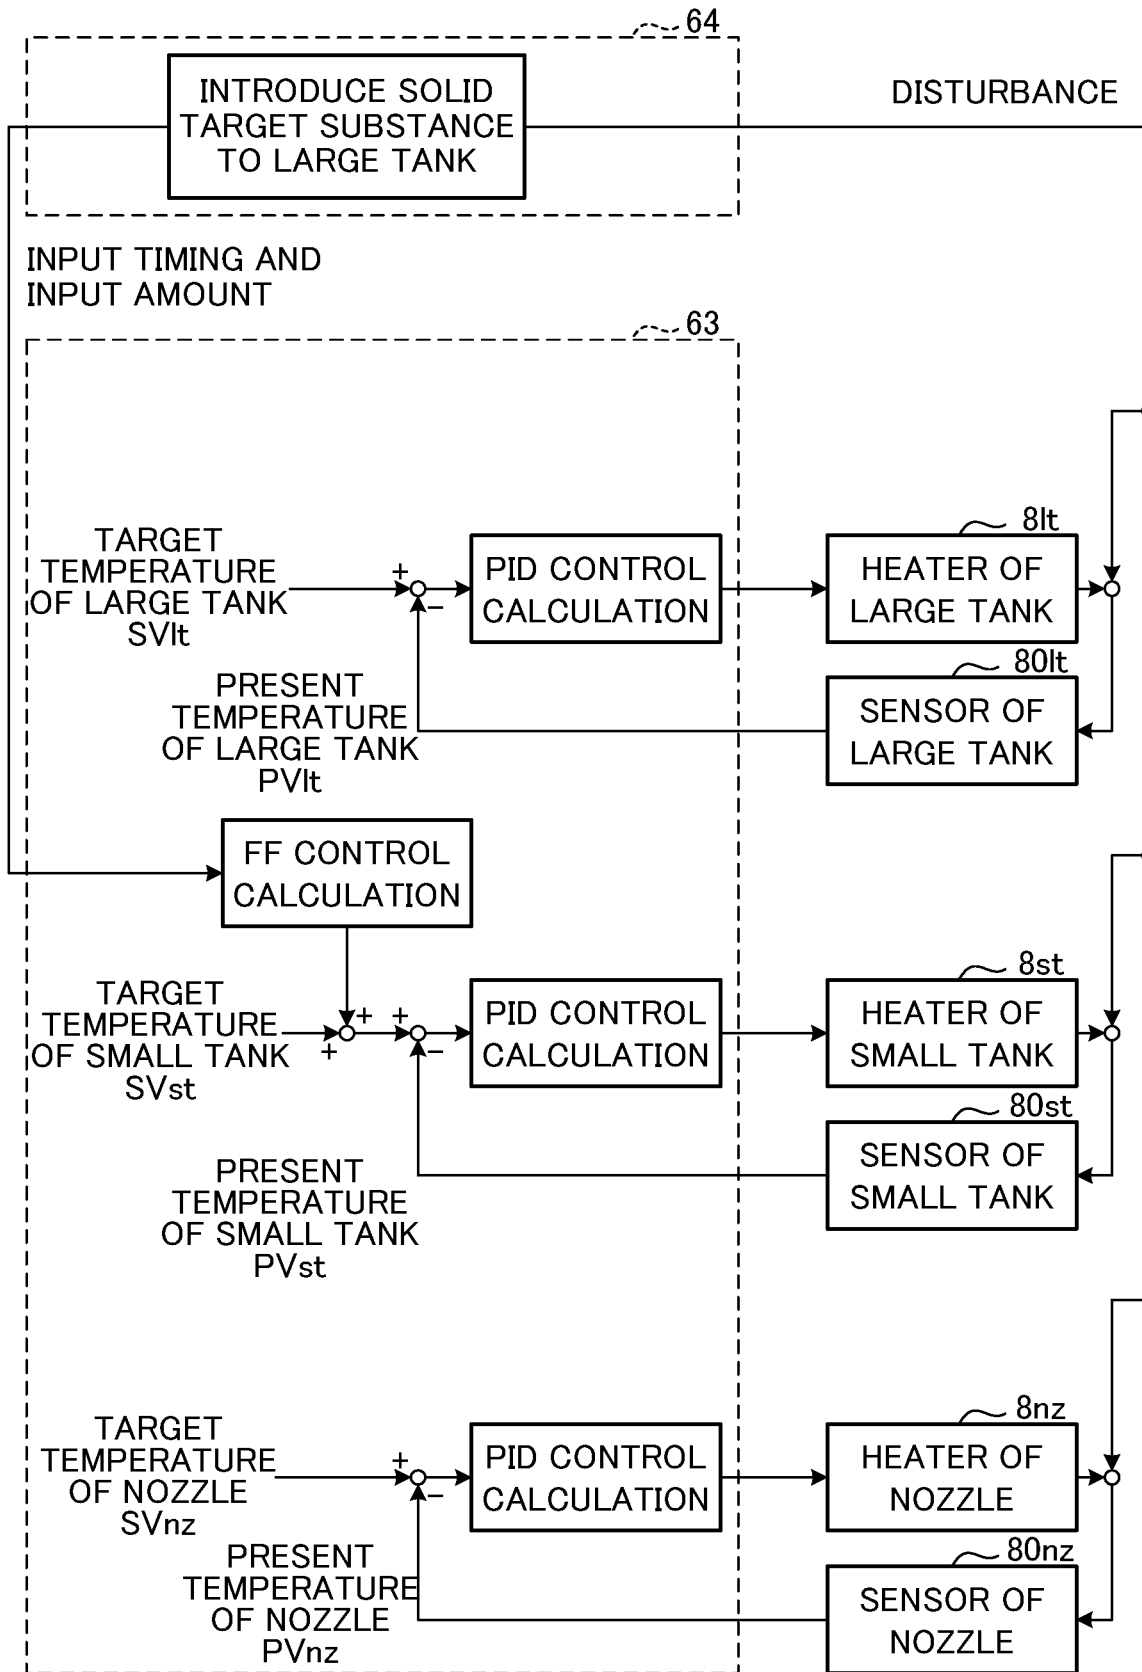 64
INTRODUCE SOLID
TARGET SUBSTANCE
TO LARGE TANK
DISTURBANCE
INPUT TIMING AND
INPUT AMOUNT
63
TARGET
TEMPERATURE
OF LARGE TANK
SVlt
+
−
PID CONTROL
CALCULATION
8lt
HEATER OF
LARGE TANK
80lt
SENSOR OF
LARGE TANK
PRESENT
TEMPERATURE
OF LARGE TANK
PVlt
FF CONTROL
CALCULATION
TARGET
TEMPERATURE
OF SMALL TANK
SVst
+
+
+
−
PID CONTROL
CALCULATION
8st
HEATER OF
SMALL TANK
80st
SENSOR OF
SMALL TANK
PRESENT
TEMPERATURE
OF SMALL TANK
PVst
TARGET
TEMPERATURE
OF NOZZLE
SVnz
+
−
PID CONTROL
CALCULATION
8nz
HEATER OF
NOZZLE
80nz
SENSOR OF
NOZZLE
PRESENT
TEMPERATURE
OF NOZZLE
PVnz